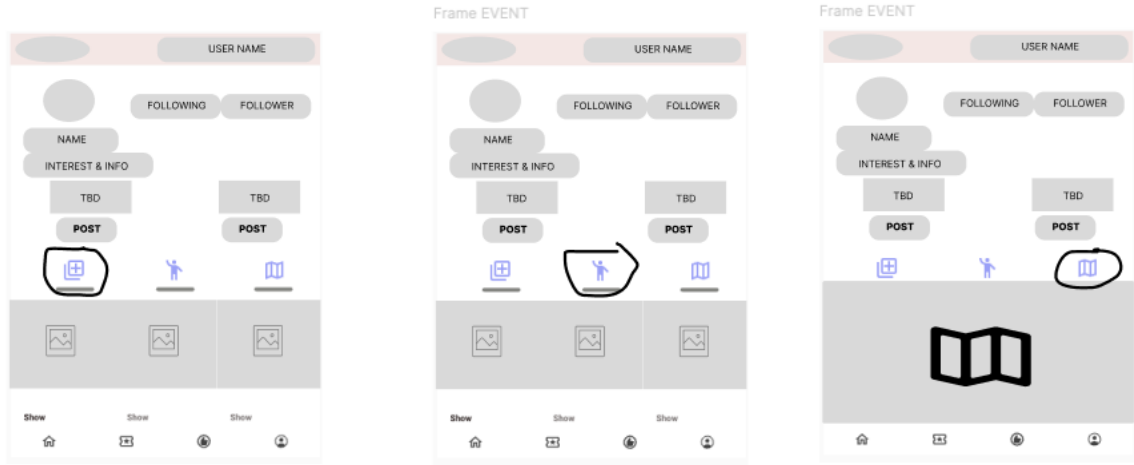 USER NAME
FOLLOWING FOLLOWER
NAME
INTEREST & INFO
TBD TBD
POST POST
Show Show Show
Frame EVENT
USER NAME
FOLLOWING FOLLOWER
NAME
INTEREST & INFO
TBD TBD
POST POST
Show Show Show
Frame EVENT
USER NAME
FOLLOWING FOLLOWER
NAME
INTEREST & INFO
TBD TBD
POST POST